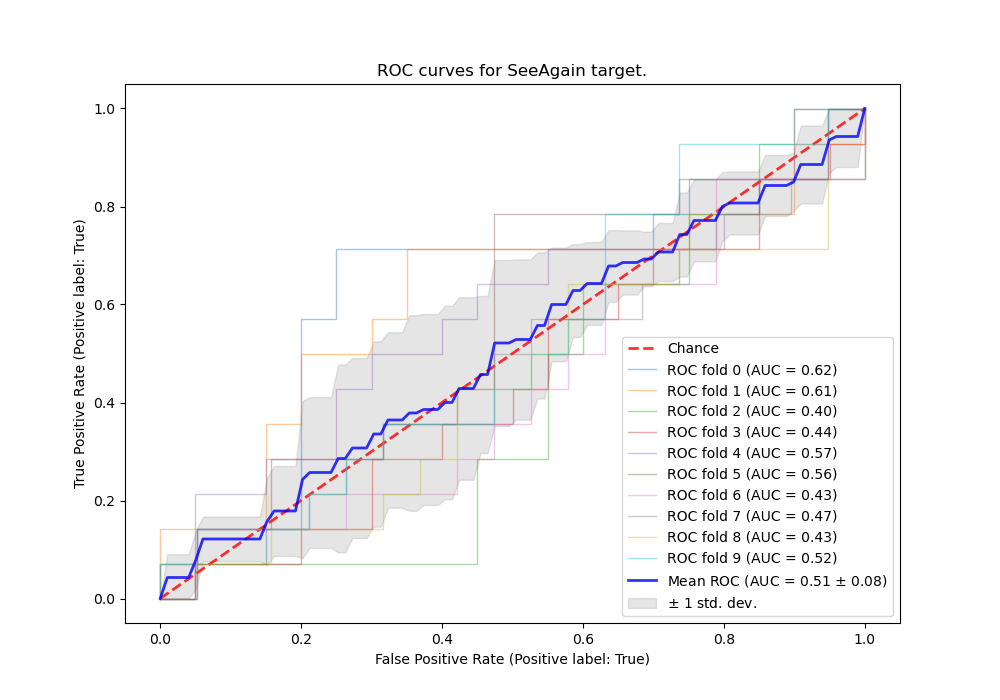 ROC curves for SeeAgain target.
True Positive Rate (Positive label: True)
1.0
0.8
0.6
0.4
0.2
0.0
0.0 0.2 0.4 0.6 0.8 1.0
False Positive Rate (Positive label: True)
Chance
ROC fold 0 (AUC = 0.62)
ROC fold 1 (AUC = 0.61)
ROC fold 2 (AUC = 0.40)
ROC fold 3 (AUC = 0.44)
ROC fold 4 (AUC = 0.57)
ROC fold 5 (AUC = 0.56)
ROC fold 6 (AUC = 0.43)
ROC fold 7 (AUC = 0.47)
ROC fold 8 (AUC = 0.43)
ROC fold 9 (AUC = 0.52)
Mean ROC (AUC = 0.51 ± 0.08)
± 1 std. dev.